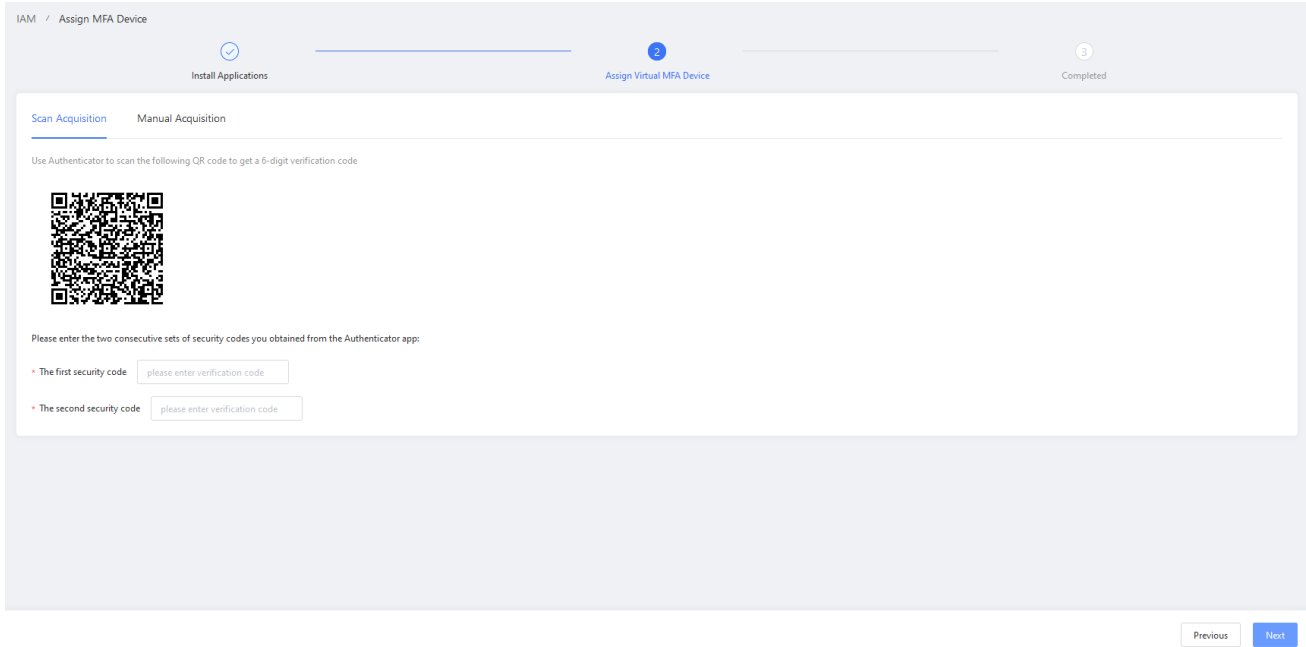 IAM / Assign MFA Device
2
3
Install Applications
Assign Virtual MFA Device
Completed
Scan Acquisition
Manual Acquisition
Use Authenticator to scan the following QR code to get a 6-digit verification code
Please enter the two consecutive sets of security codes you obtained from the Authenticator app:
* The first security code please enter verification code
* The second security code please enter verification code
Previous
Next